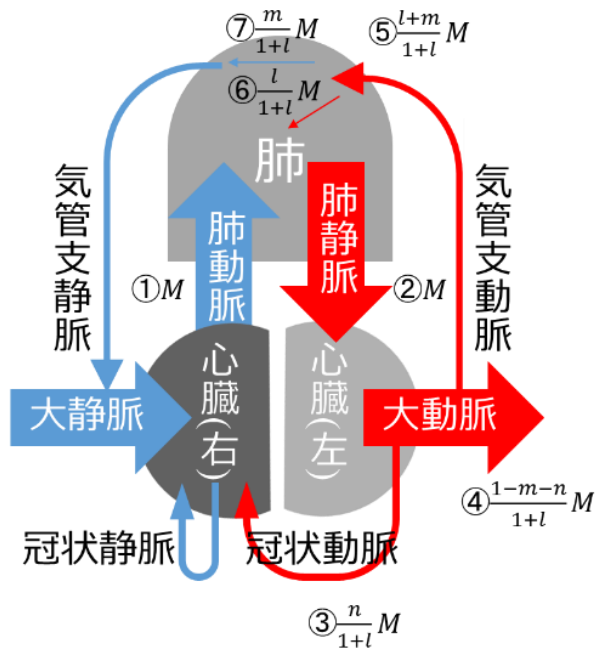 ⑦ m/(1+l) M
⑤ (l+m)/(1+l) M
⑥ l/(1+l) M
肺
気管支静脈
肺動脈
肺静脈
気管支動脈
①M
②M
大静脈
心臓(右)
心臓(左)
大動脈
④ (1−m−n)/(1+l) M
冠状静脈
冠状動脈
③ n/(1+l) M